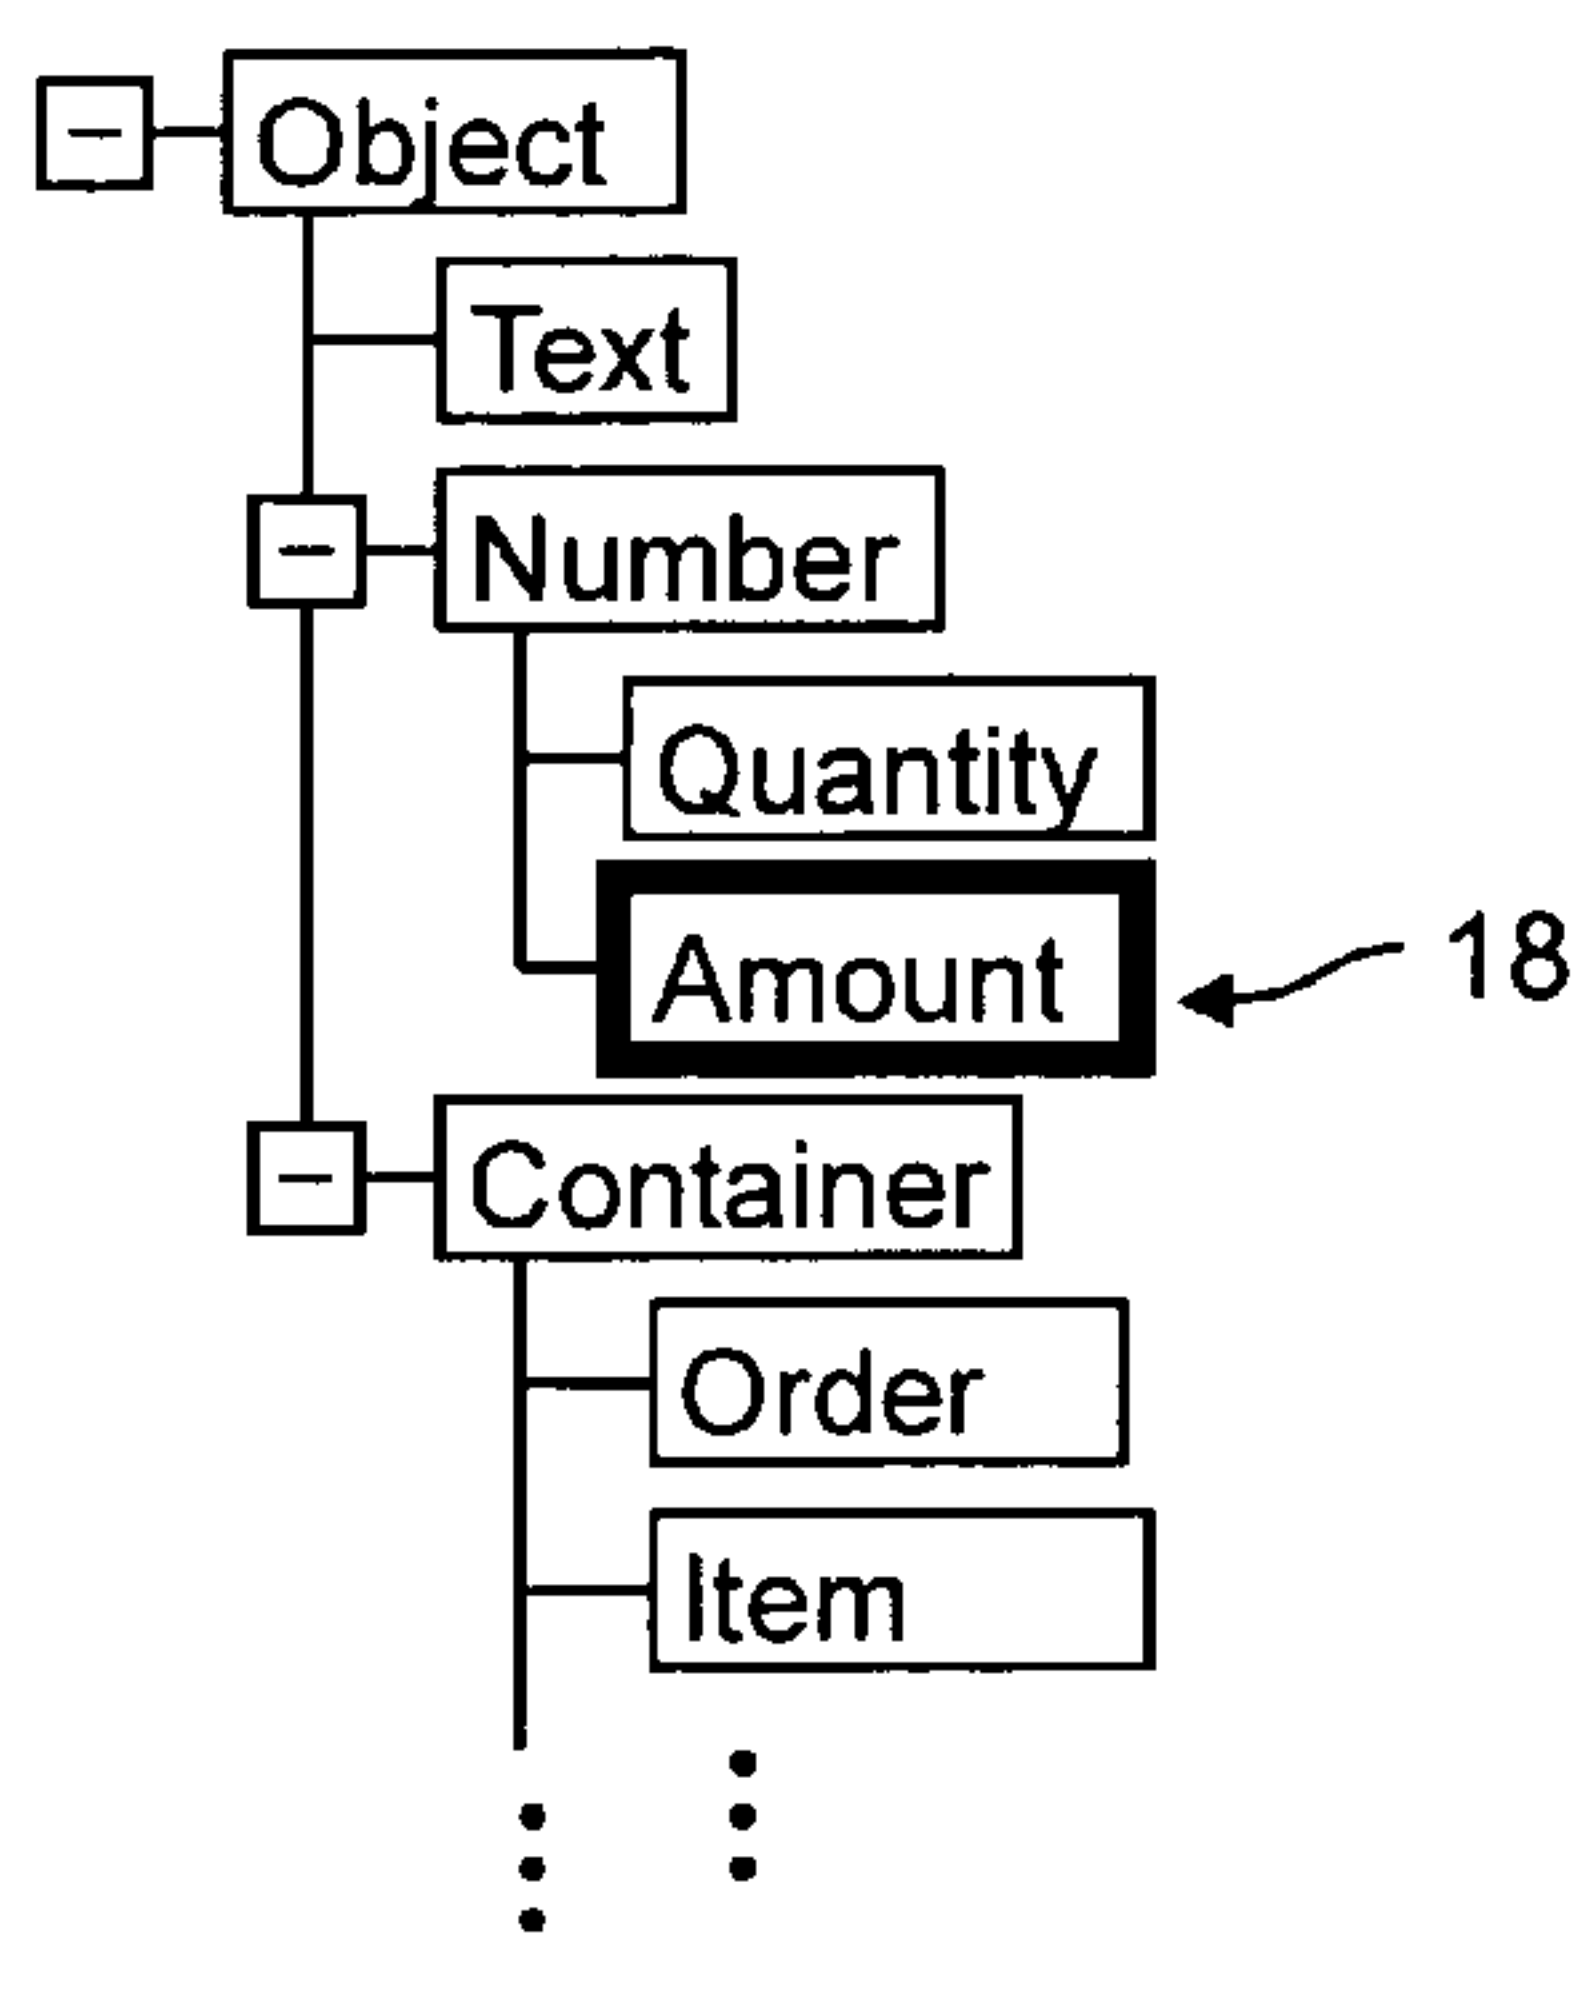 Object
Text
Number
Quantity
Amount
18
Container
Order
Item